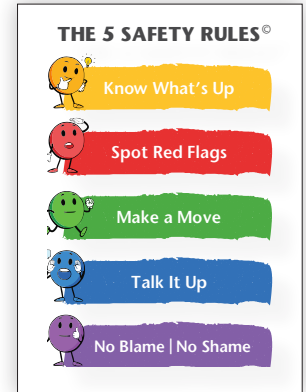 THE 5 SAFETY RULES©
Know What's Up
Spot Red Flags
Make a Move
Talk It Up
No Blame | No Shame